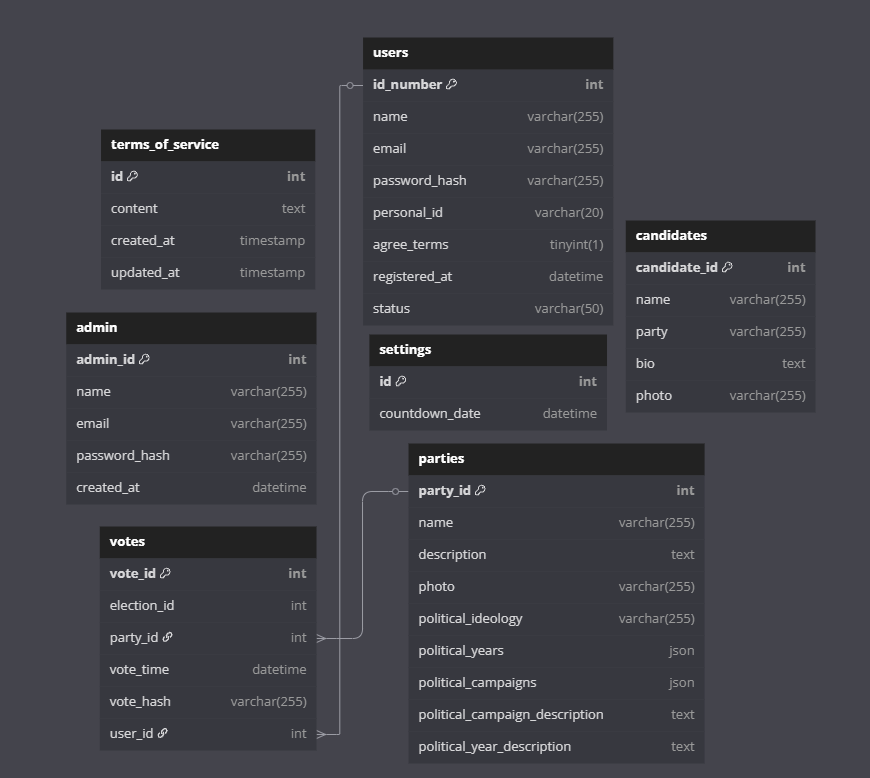 users
id_number int
name varchar(255)
email varchar(255)
password_hash varchar(255)
personal_id varchar(20)
agree_terms tinyint(1)
registered_at datetime
status varchar(50)
terms_of_service
id int
content text
created_at timestamp
updated_at timestamp
candidates
candidate_id int
name varchar(255)
party varchar(255)
bio text
photo varchar(255)
admin
admin_id int
name varchar(255)
email varchar(255)
password_hash varchar(255)
created_at datetime
settings
id int
countdown_date datetime
parties
party_id int
name varchar(255)
description text
photo varchar(255)
political_ideology varchar(255)
political_years json
political_campaigns json
political_campaign_description text
political_year_description text
votes
vote_id int
election_id int
party_id int
vote_time datetime
vote_hash varchar(255)
user_id int